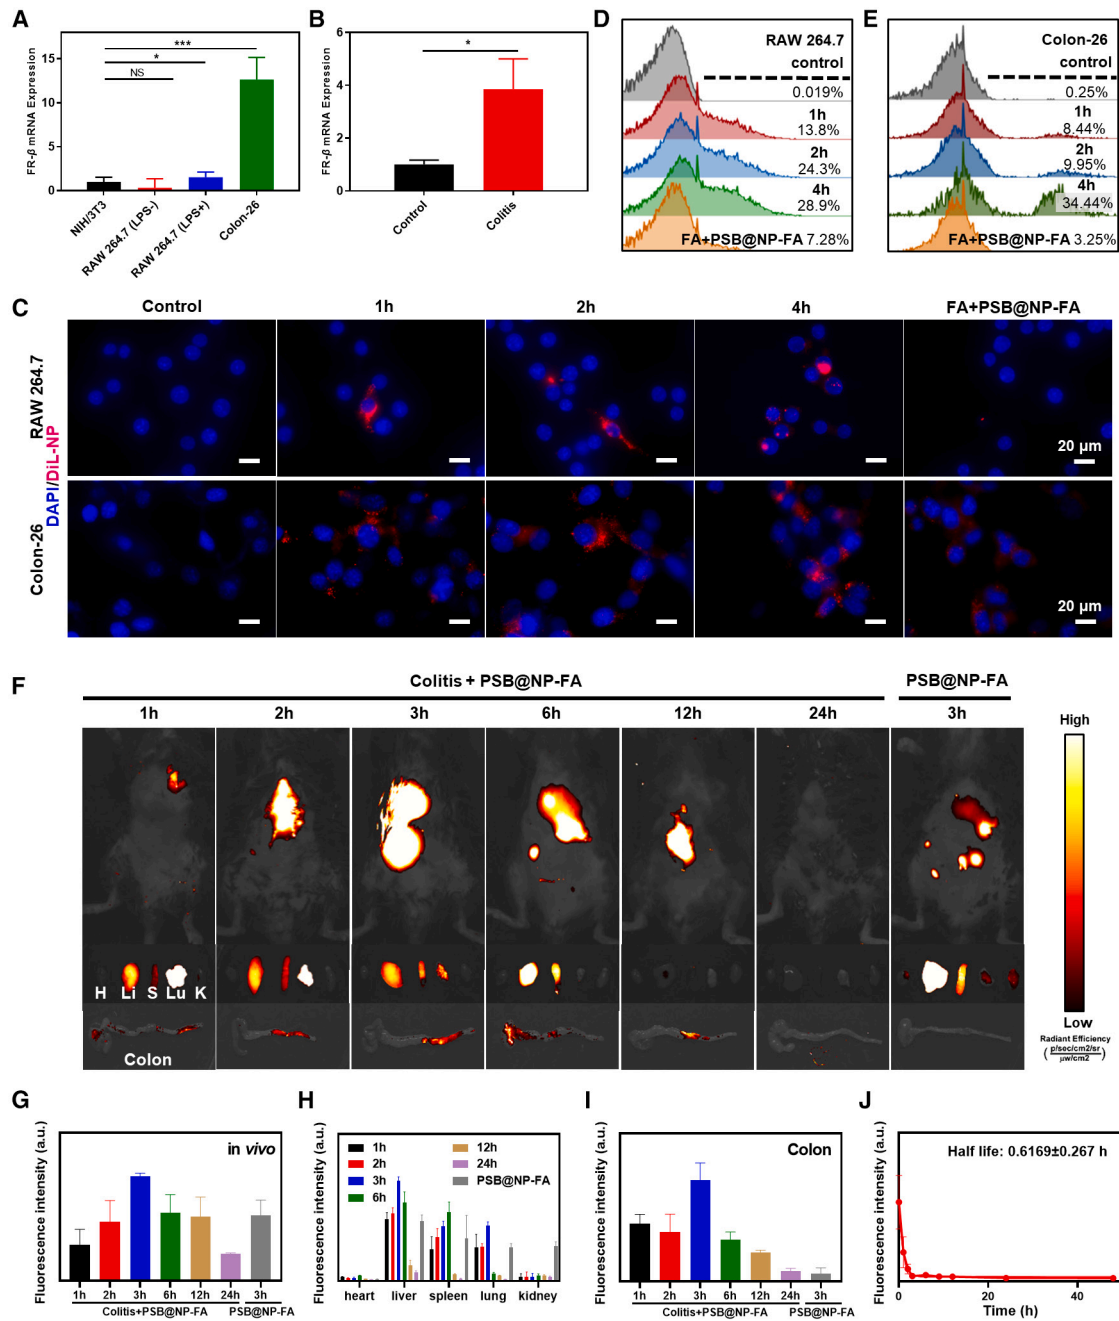 A
FR-β mRNA Expression
15
10
5
0
***
*
NS
NIH/3T3
RAW 264.7 (LPS-)
RAW 264.7 (LPS+)
Colon-26
B
FR-β mRNA Expression
6
4
2
0
*
Control
Colitis
D
RAW 264.7
control
0.019%
1h
13.8%
2h
24.3%
4h
28.9%
FA+PSB@NP-FA 7.28%
E
Colon-26
control
0.25%
1h
8.44%
2h
9.95%
4h
34.44%
FA+PSB@NP-FA 3.25%
C
Control
1h
2h
4h
FA+PSB@NP-FA
DAPI/DiL-NP
RAW 264.7
20 µm
Colon-26
20 µm
F
Colitis + PSB@NP-FA
PSB@NP-FA
1h
2h
3h
6h
12h
24h
3h
H Li S Lu K
Colon
High
Low
Radiant Efficiency
(p/sec/cm2/sr
µw/cm2)
G
Fluorescence intensity (a.u.)
in vivo
1h 2h 3h 6h 12h 24h 3h
Colitis+PSB@NP-FA PSB@NP-FA
H
Fluorescence intensity (a.u.)
1h
2h
3h
6h
12h
24h
PSB@NP-FA
heart liver spleen lung kidney
I
Fluorescence intensity (a.u.)
Colon
1h 2h 3h 6h 12h 24h 3h
Colitis+PSB@NP-FA PSB@NP-FA
J
Fluorescence intensity (a.u.)
Half life: 0.6169±0.267 h
0 20 40
Time (h)